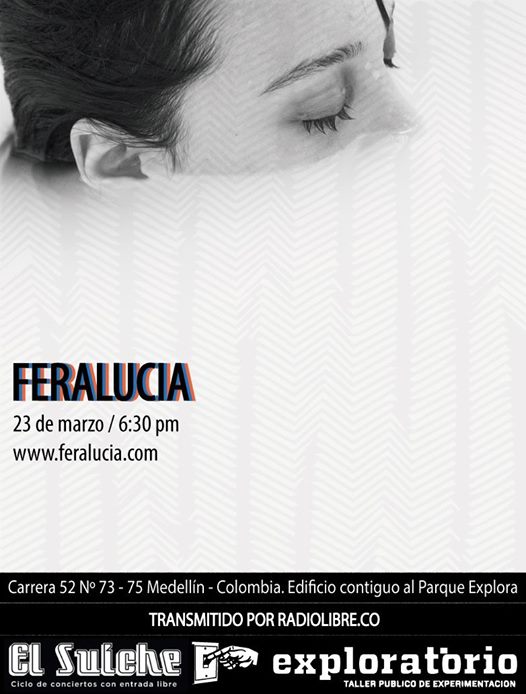 FERALUCIA
23 de marzo / 6:30 pm
www.feralucia.com
Carrera 52 Nº 73 - 75 Medellín - Colombia. Edificio contiguo al Parque Explora
TRANSMITIDO POR RADIOLIBRE.CO
El Suiche
Ciclo de conciertos con entrada libre
exploratorio
TALLER PUBLICO DE EXPERIMENTACION